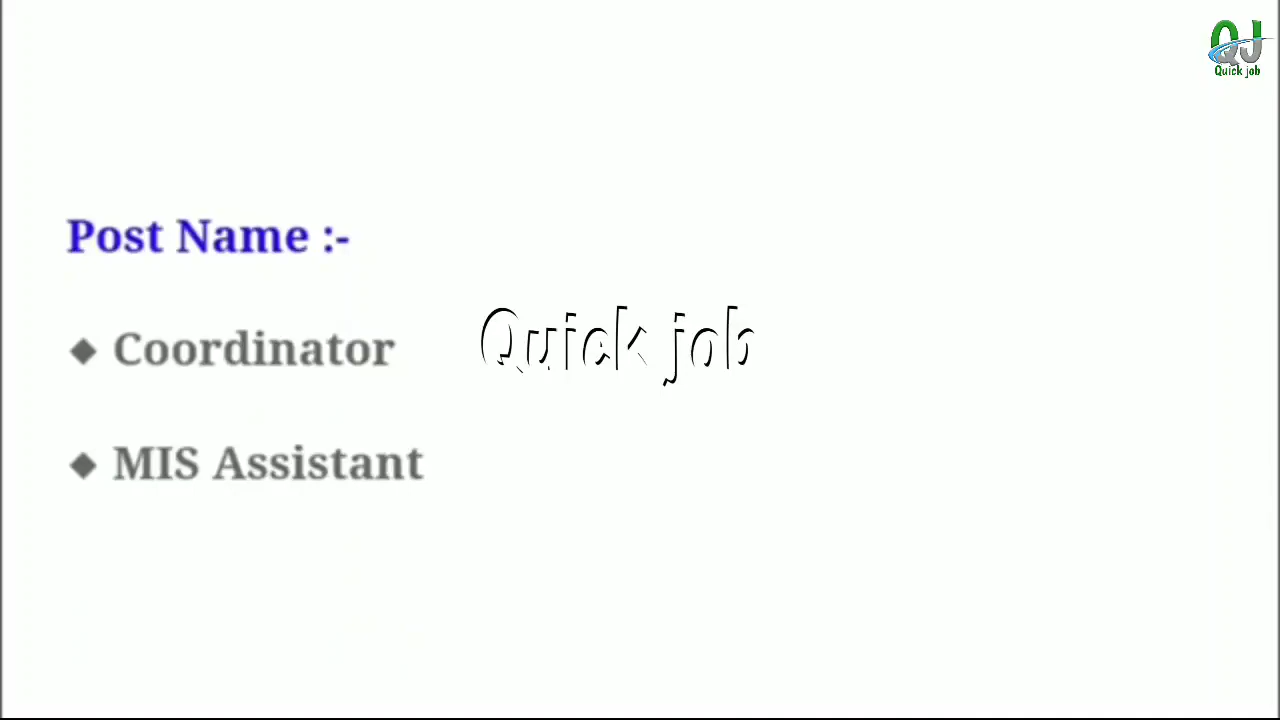 QJ
Quick job
Post Name :-
◆ Coordinator
Quick job
◆ MIS Assistant